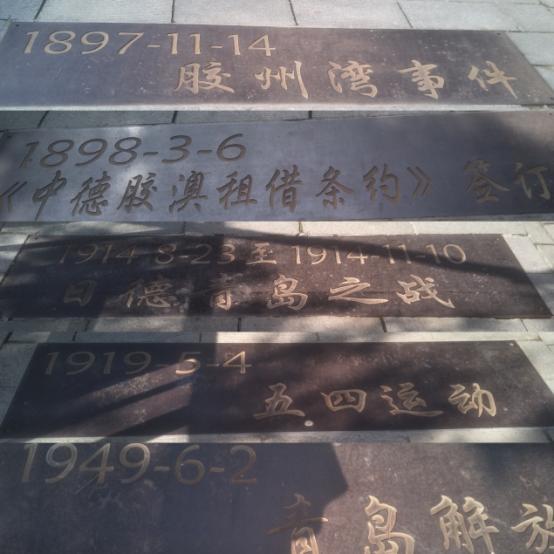 1897-11-14
胶州湾事件
1898-3-6
《中德胶澳租借条约》签订
1914-8-23至1914-11-10
日德青岛之战
1919-5-4
五四运动
1949-6-2
青岛解放